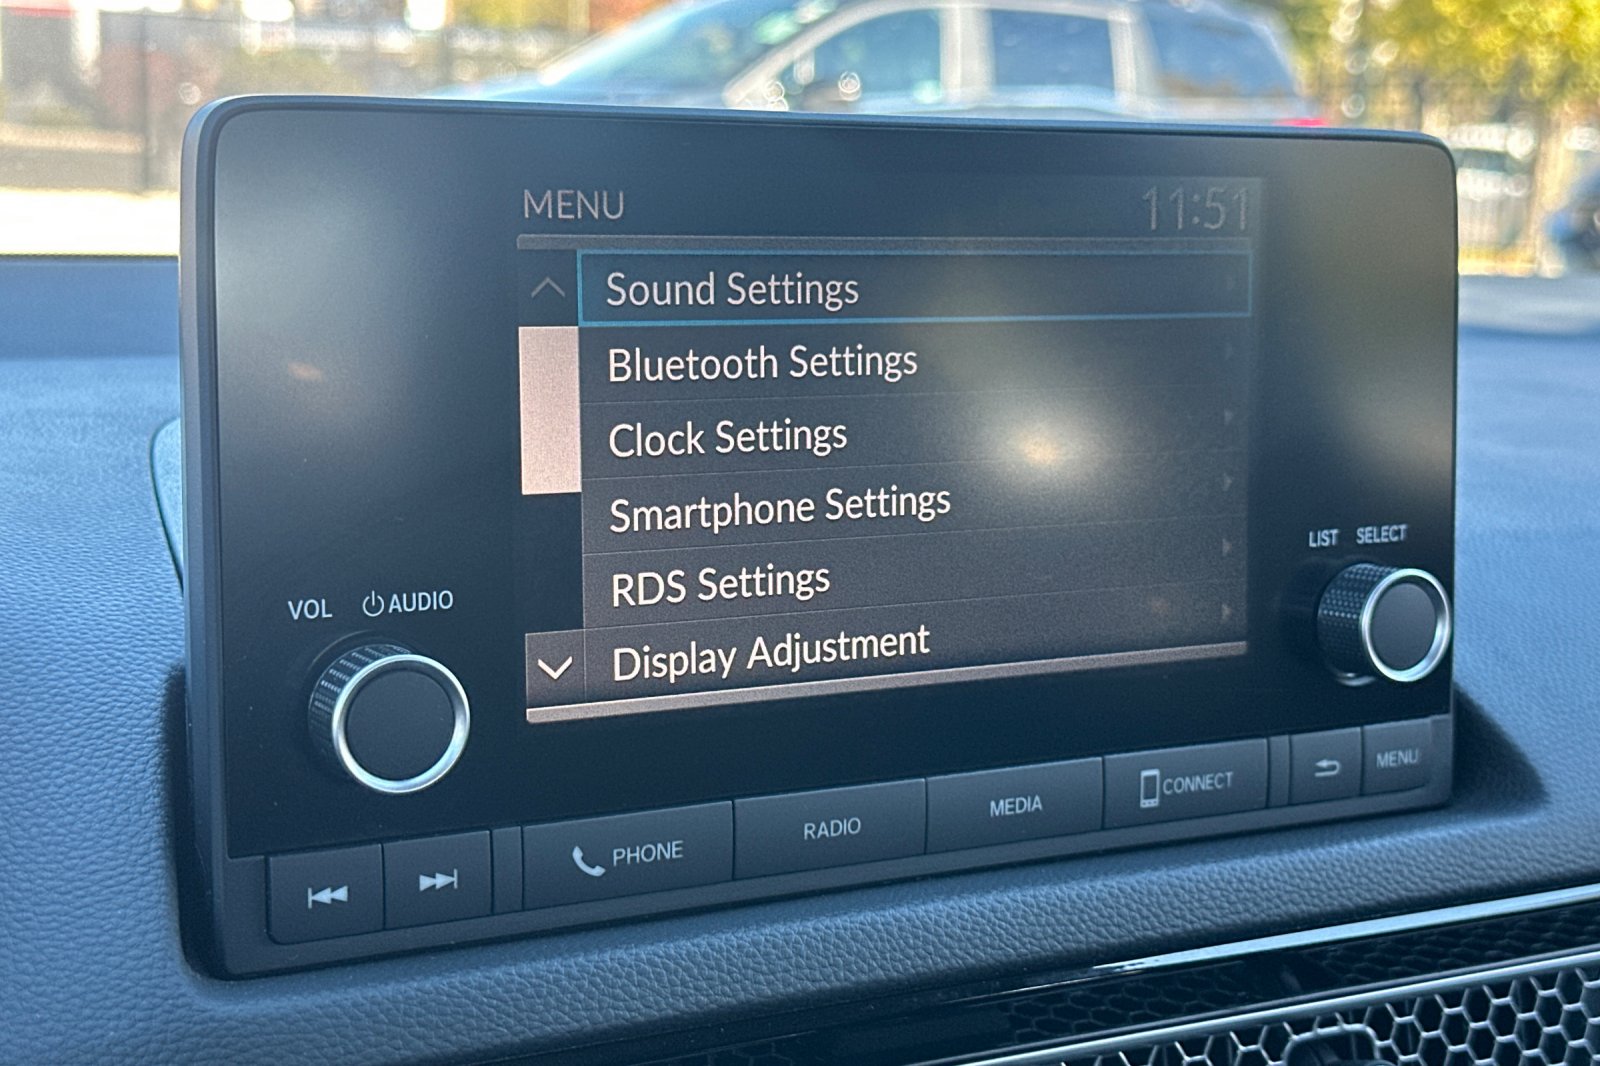 MENU 11:51
Sound Settings
Bluetooth Settings
Clock Settings
Smartphone Settings
RDS Settings
Display Adjustment
VOL AUDIO
LIST SELECT
PHONE
RADIO
MEDIA
CONNECT
MENU